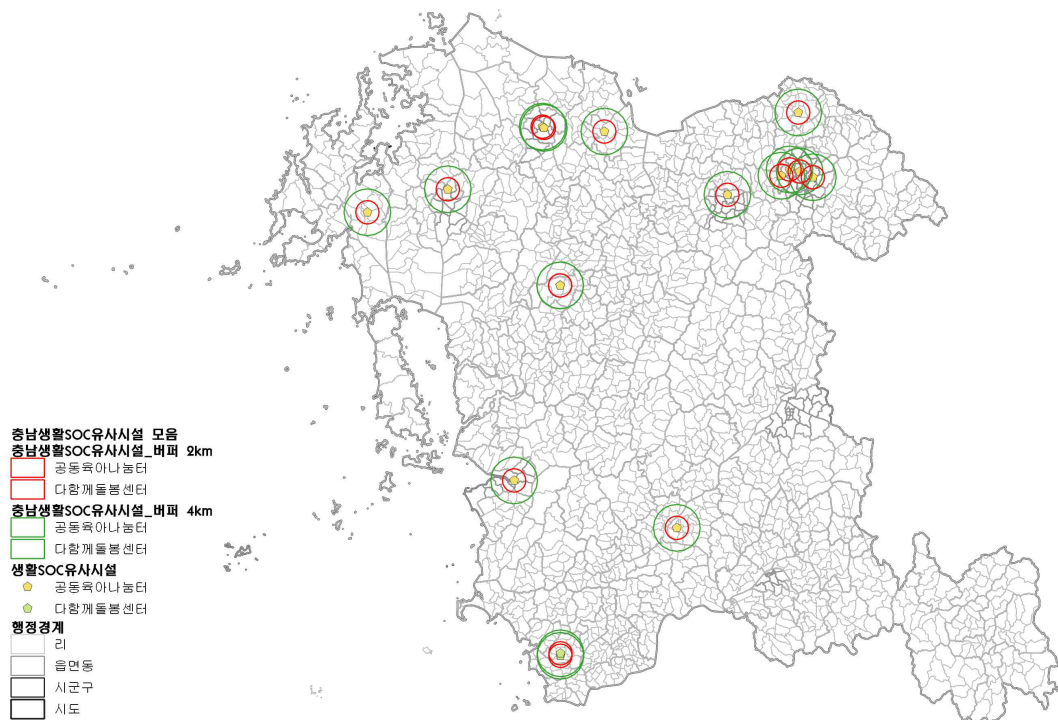 충남생활SOC유사시설 모음
충남생활SOC유사시설_버퍼 2km
공동육아나눔터
다함께돌봄센터
충남생활SOC유사시설_버퍼 4km
공동육아나눔터
다함께돌봄센터
생활SOC유사시설
공동육아나눔터
다함께돌봄센터
행정경계
리
읍면동
시군구
시도